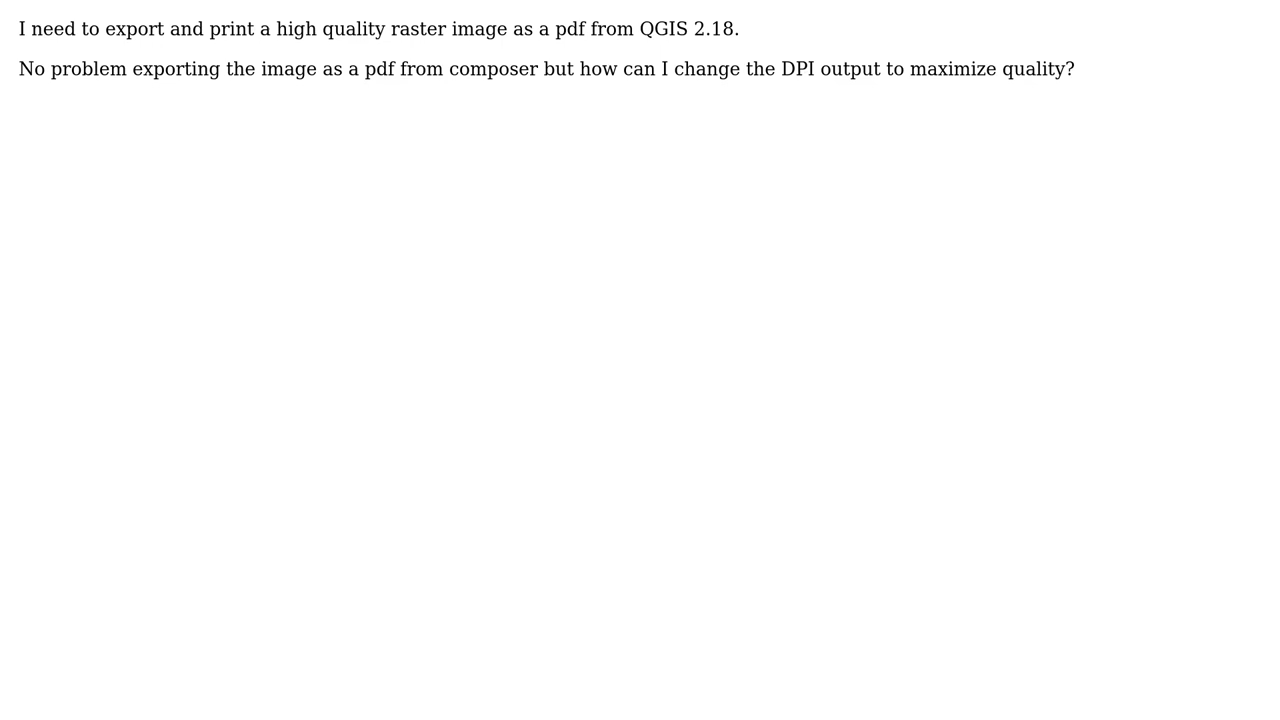 I need to export and print a high quality raster image as a pdf from QGIS 2.18.
No problem exporting the image as a pdf from composer but how can I change the DPI output to maximize quality?